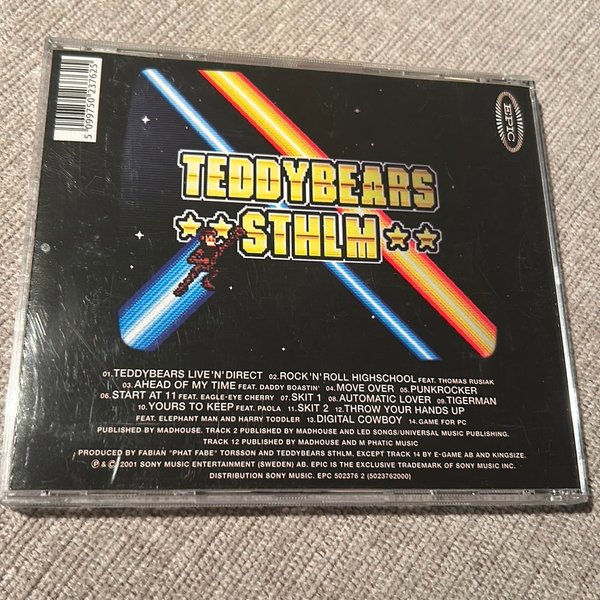 5 099750 237625
EPIC
TEDDYBEARS
STHLM
01.TEDDYBEARS LIVE'N'DIRECT 02.ROCK'N'ROLL HIGHSCHOOL FEAT. THOMAS RUSIAK
03.AHEAD OF MY TIME FEAT. DADDY BOASTIN' 04.MOVE OVER 05.PUNKROCKER
06.START AT 11 FEAT. EAGLE-EYE CHERRY 07.SKIT 1 08.AUTOMATIC LOVER 09.TIGERMAN
10.YOURS TO KEEP FEAT. PAOLA 11.SKIT 2 12.THROW YOUR HANDS UP
FEAT. ELEPHANT MAN AND HARRY TODDLER 13.DIGITAL COWBOY 14.GAME FOR PC
PUBLISHED BY MADHOUSE. TRACK 2 PUBLISHED BY MADHOUSE AND LED SONGS/UNIVERSAL MUSIC PUBLISHING.
TRACK 12 PUBLISHED BY MADHOUSE AND M PHATIC MUSIC
PRODUCED BY FABIAN "PHAT FABE" TORSSON AND TEDDYBEARS STHLM, EXCEPT TRACK 14 BY E-GAME AB AND KINGSIZE.
℗ & © 2001 SONY MUSIC ENTERTAINMENT (SWEDEN) AB. EPIC IS THE EXCLUSIVE TRADEMARK OF SONY MUSIC INC.
DISTRIBUTION SONY MUSIC. EPC 502376 2 (5023762000)